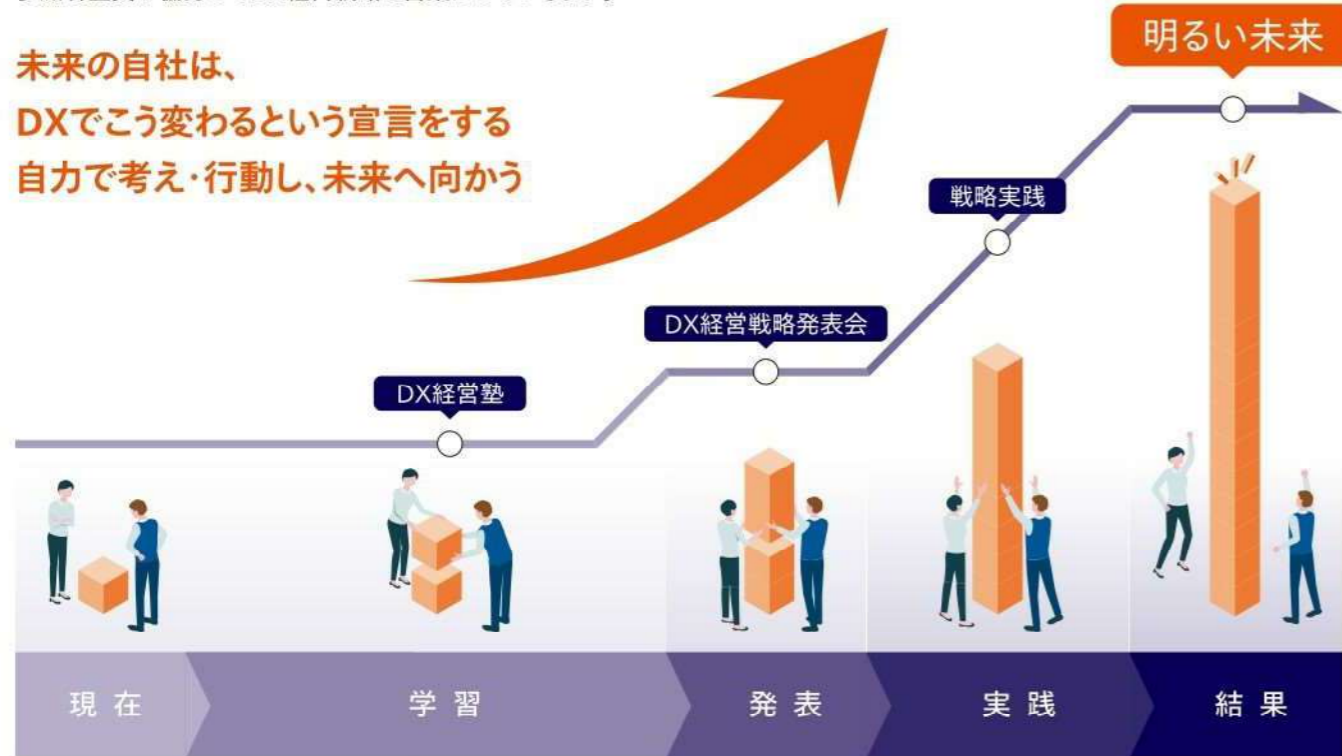 未来の自社は、
DXでこう変わるという宣言をする
自力で考え・行動し、未来へ向かう
明るい未来
戦略実践
DX経営戦略発表会
DX経営塾
現在
学習
発表
実践
結果